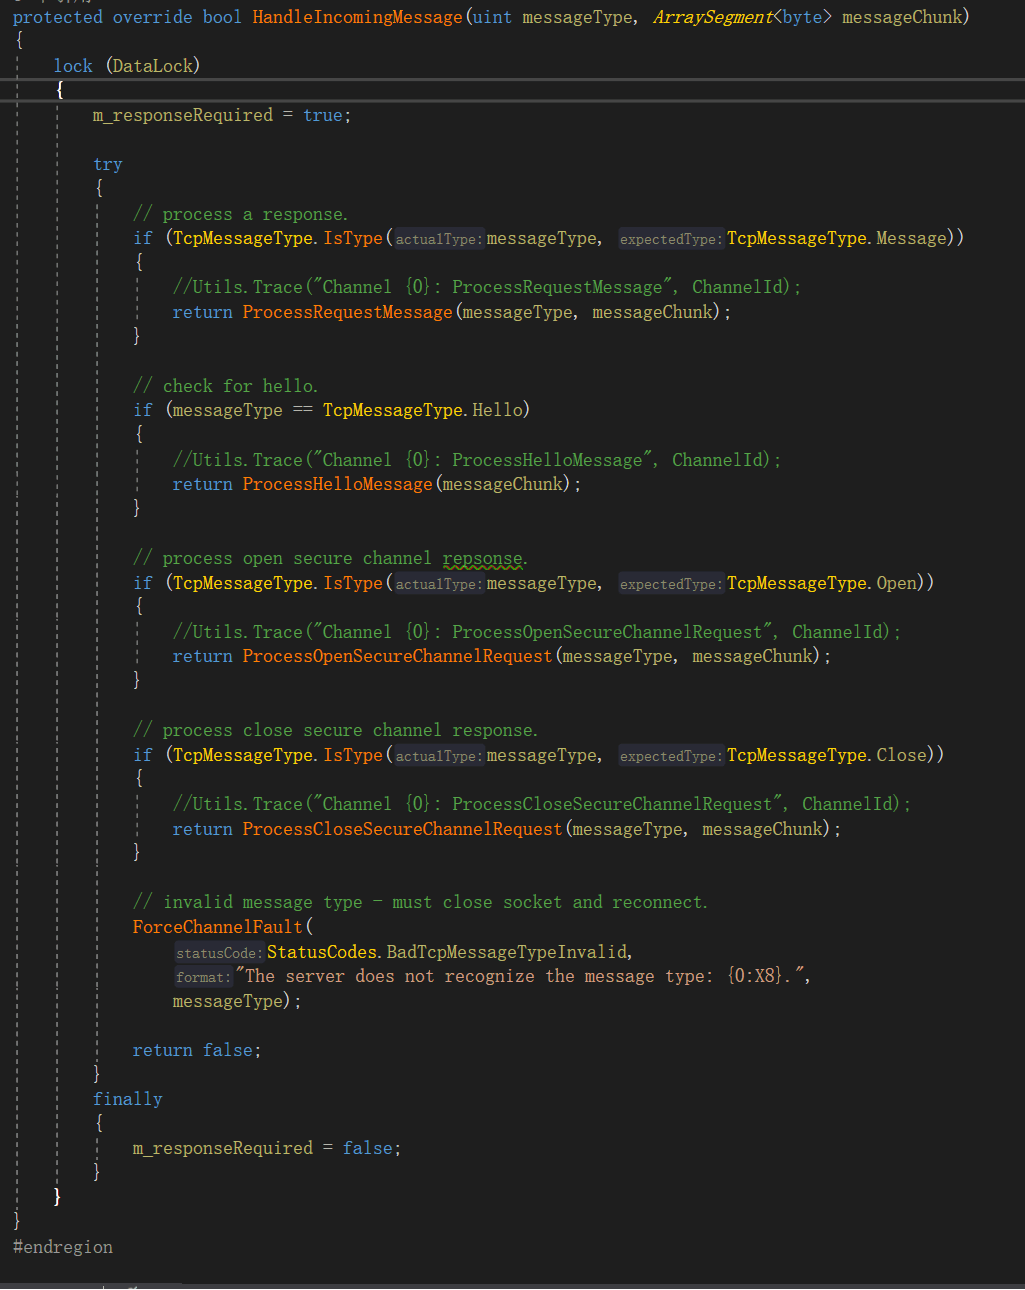 protected override bool HandleIncomingMessage(uint messageType, ArraySegment<byte> messageChunk)
{
lock (DataLock)
{
m_responseRequired = true;
try
{
// process a response.
if (TcpMessageType.IsType(actualType:messageType, expectedType:TcpMessageType.Message))
{
//Utils.Trace("Channel {0}: ProcessRequestMessage", ChannelId);
return ProcessRequestMessage(messageType, messageChunk);
}
// check for hello.
if (messageType == TcpMessageType.Hello)
{
//Utils.Trace("Channel {0}: ProcessHelloMessage", ChannelId);
return ProcessHelloMessage(messageChunk);
}
// process open secure channel repsonse.
if (TcpMessageType.IsType(actualType:messageType, expectedType:TcpMessageType.Open))
{
//Utils.Trace("Channel {0}: ProcessOpenSecureChannelRequest", ChannelId);
return ProcessOpenSecureChannelRequest(messageType, messageChunk);
}
// process close secure channel response.
if (TcpMessageType.IsType(actualType:messageType, expectedType:TcpMessageType.Close))
{
//Utils.Trace("Channel {0}: ProcessCloseSecureChannelRequest", ChannelId);
return ProcessCloseSecureChannelRequest(messageType, messageChunk);
}
// invalid message type - must close socket and reconnect.
ForceChannelFault(
statusCode:StatusCodes.BadTcpMessageTypeInvalid,
format:"The server does not recognize the message type: {0:X8}.",
messageType);
return false;
}
finally
{
m_responseRequired = false;
}
}
}
#endregion